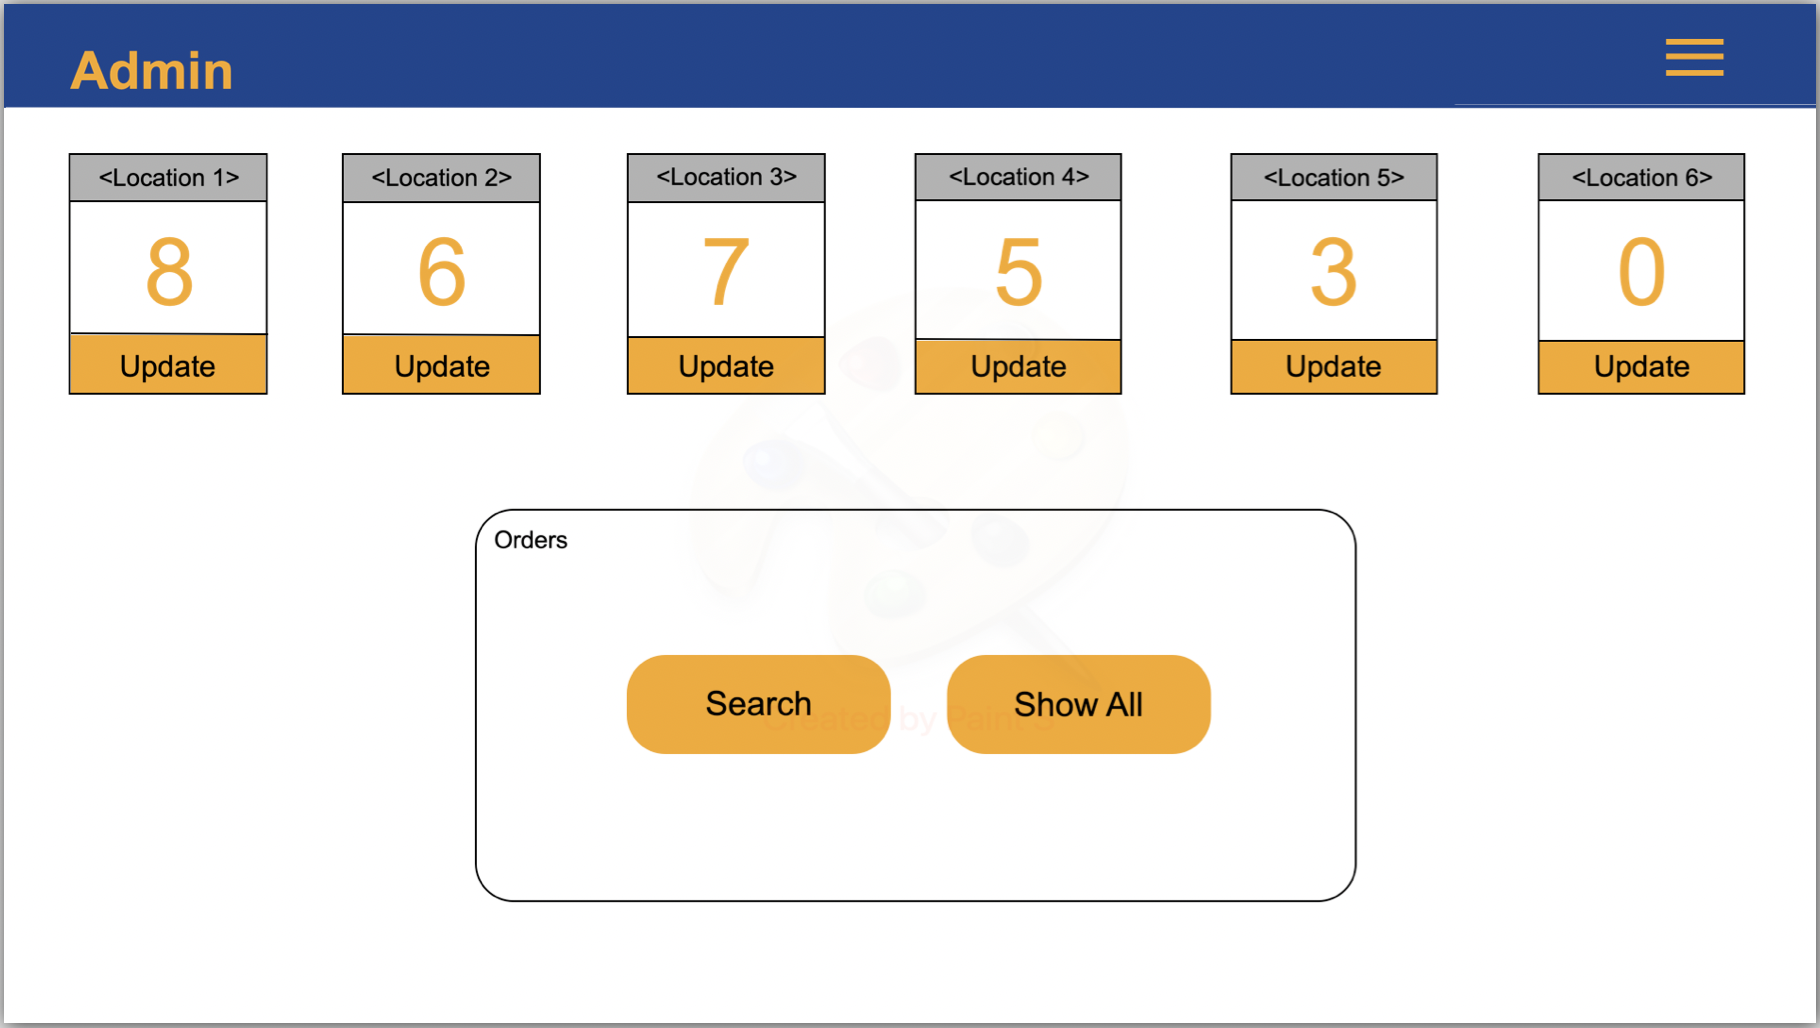 Admin
<Location 1>
<Location 2>
<Location 3>
<Location 4>
<Location 5>
<Location 6>
8
6
7
5
3
0
Update
Update
Update
Update
Update
Update
Orders
Search
Show All
Created by Paint S